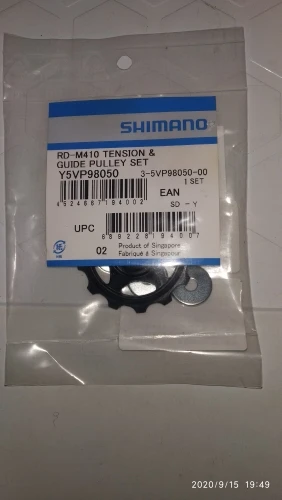 SHIMANO
RD-M410 TENSION &
GUIDE PULLEY SET
Y5VP98050
3-5VP98050-00
1 SET
4524667184002
EAN
SD - Y
UPC
689228194007
02
Product of Singapore
Fabriqué à Singapour
2020/9/15 19:49